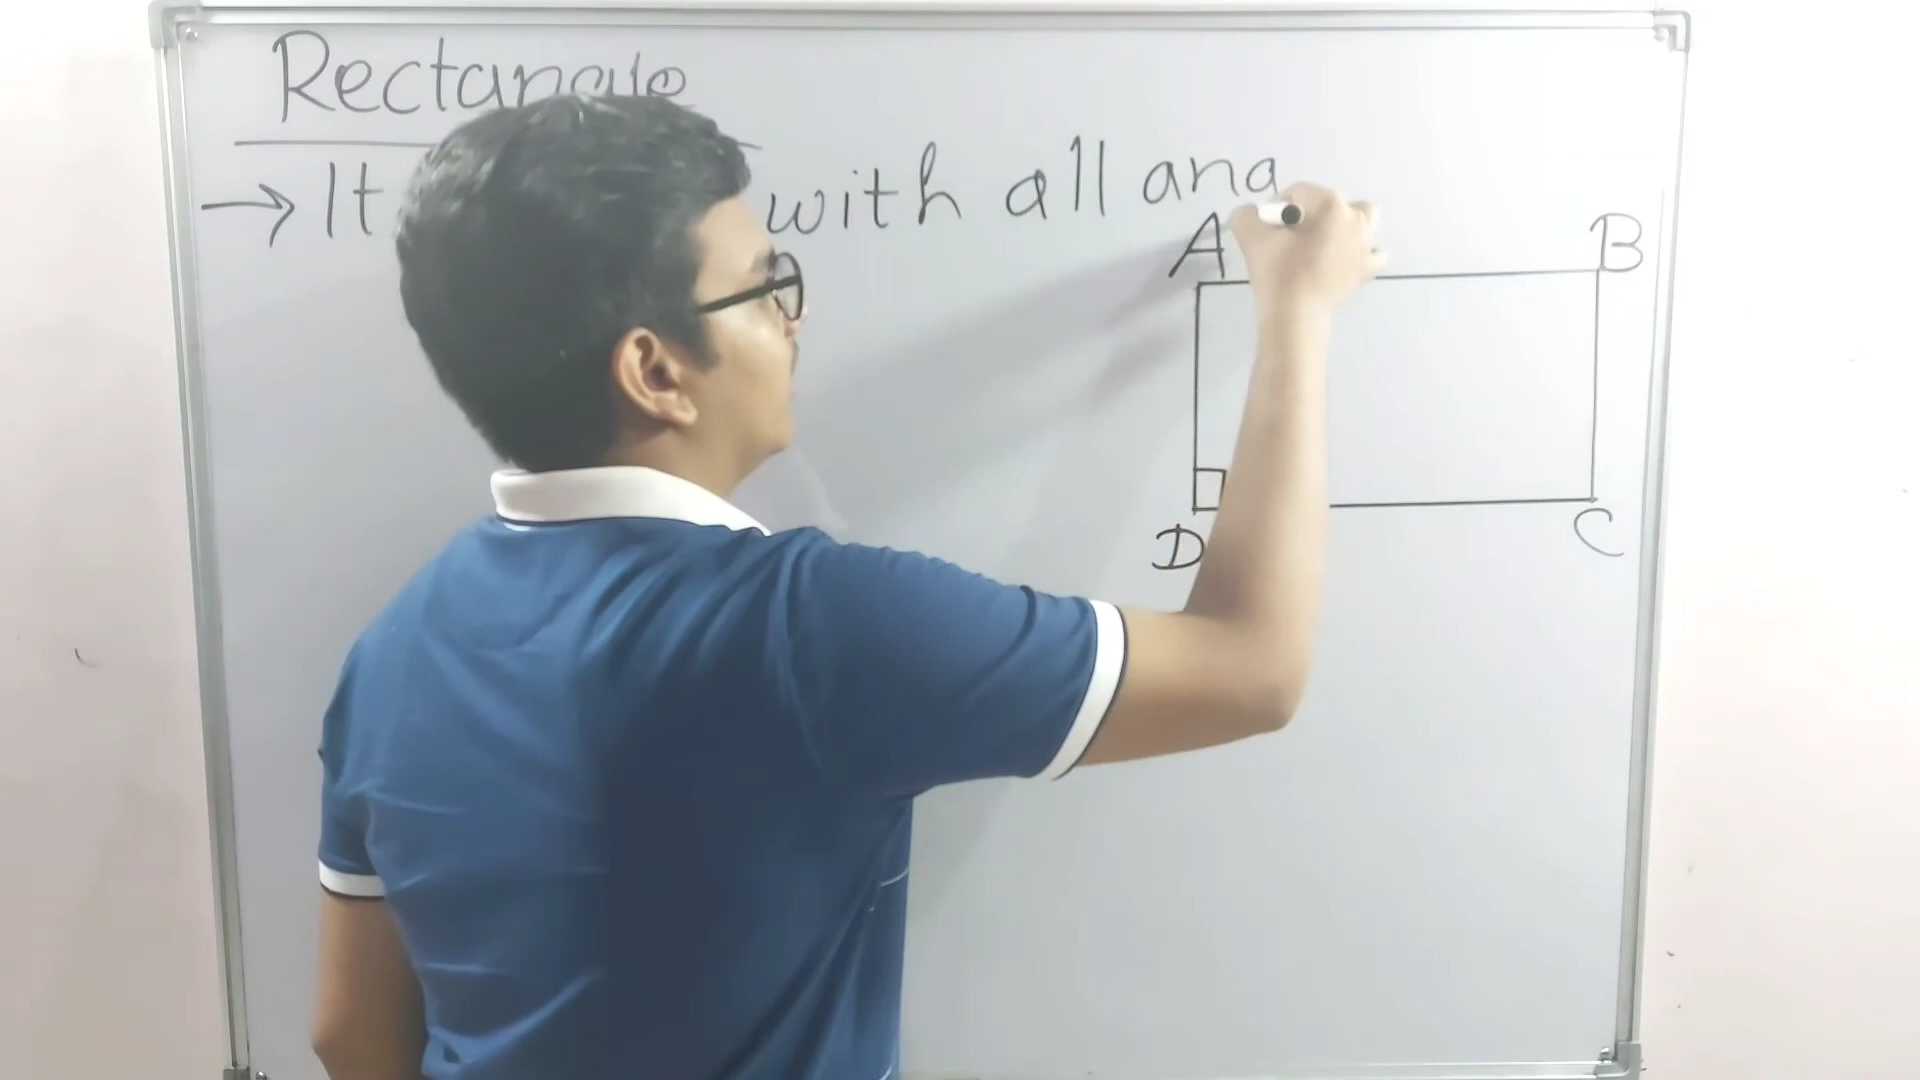 Rectangle
→ It with all ang
A B
D C